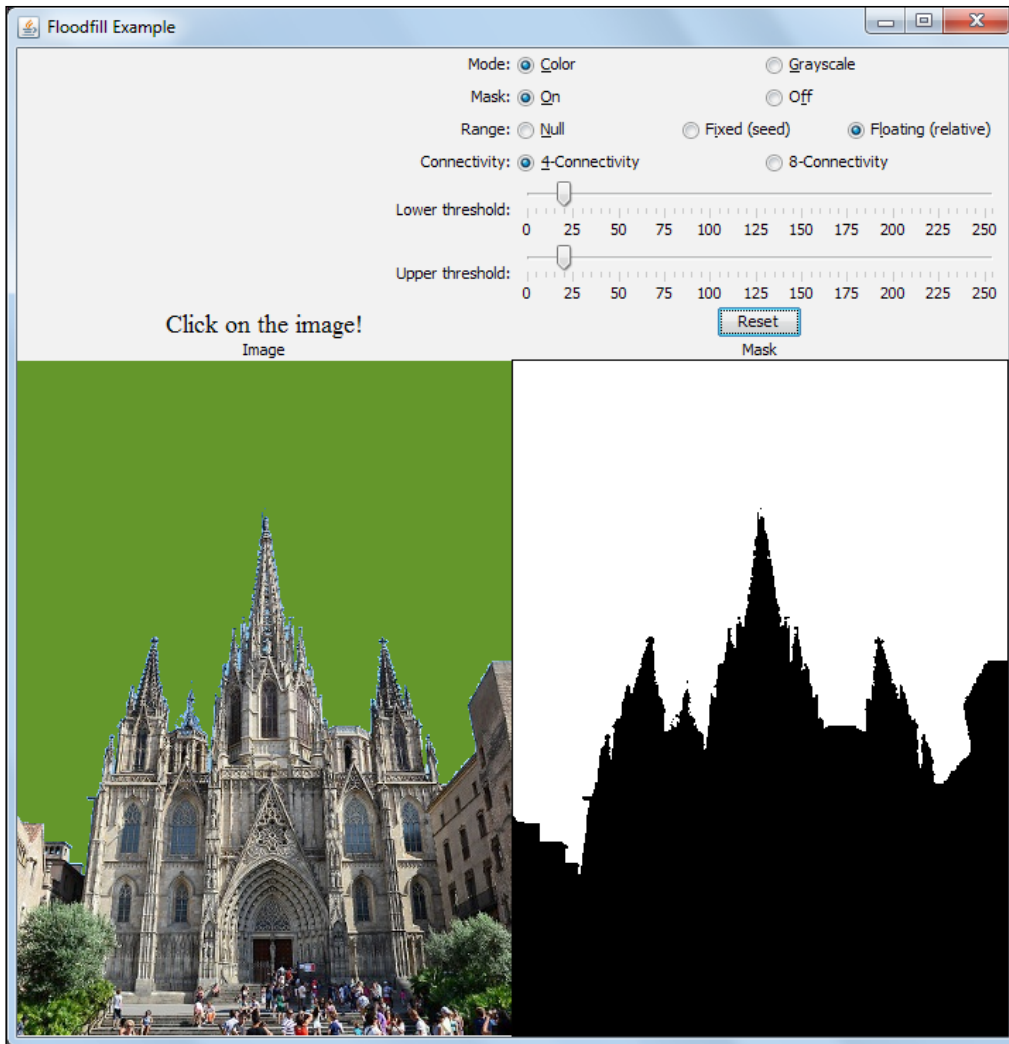 Floodfill Example
Mode: Color Grayscale
Mask: On Off
Range: Null Fixed (seed) Floating (relative)
Connectivity: 4-Connectivity 8-Connectivity
Lower threshold:
0 25 50 75 100 125 150 175 200 225 250
Upper threshold:
0 25 50 75 100 125 150 175 200 225 250
Click on the image! Reset
Image Mask